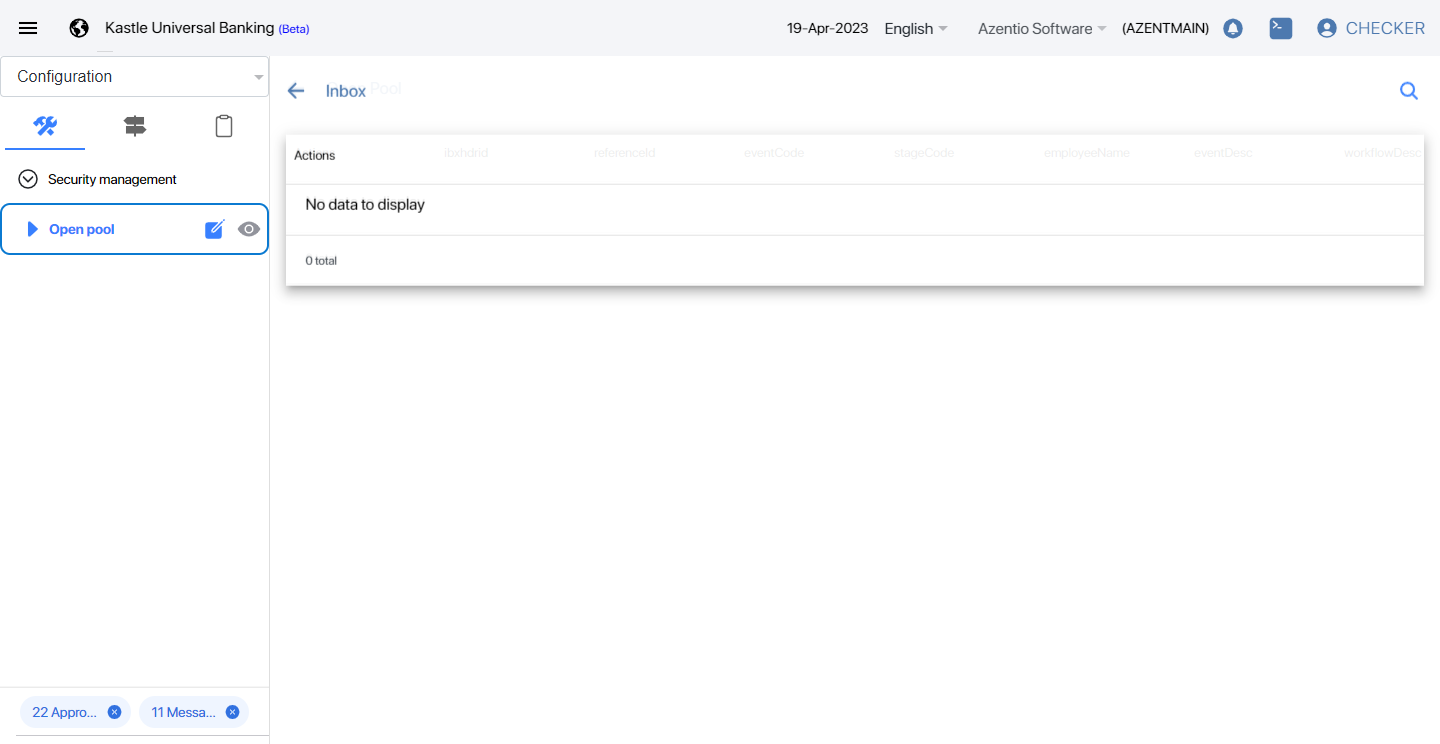 Kastle Universal Banking (Beta)
19-Apr-2023 English Azentio Software (AZENTMAIN) CHECKER
Configuration
Security management
Open pool
22 Appro...
11 Messa...
Inbox Pool
Actions ibxhdrid referenceId eventCode stageCode employeeName eventDesc workflowDesc
No data to display
0 total